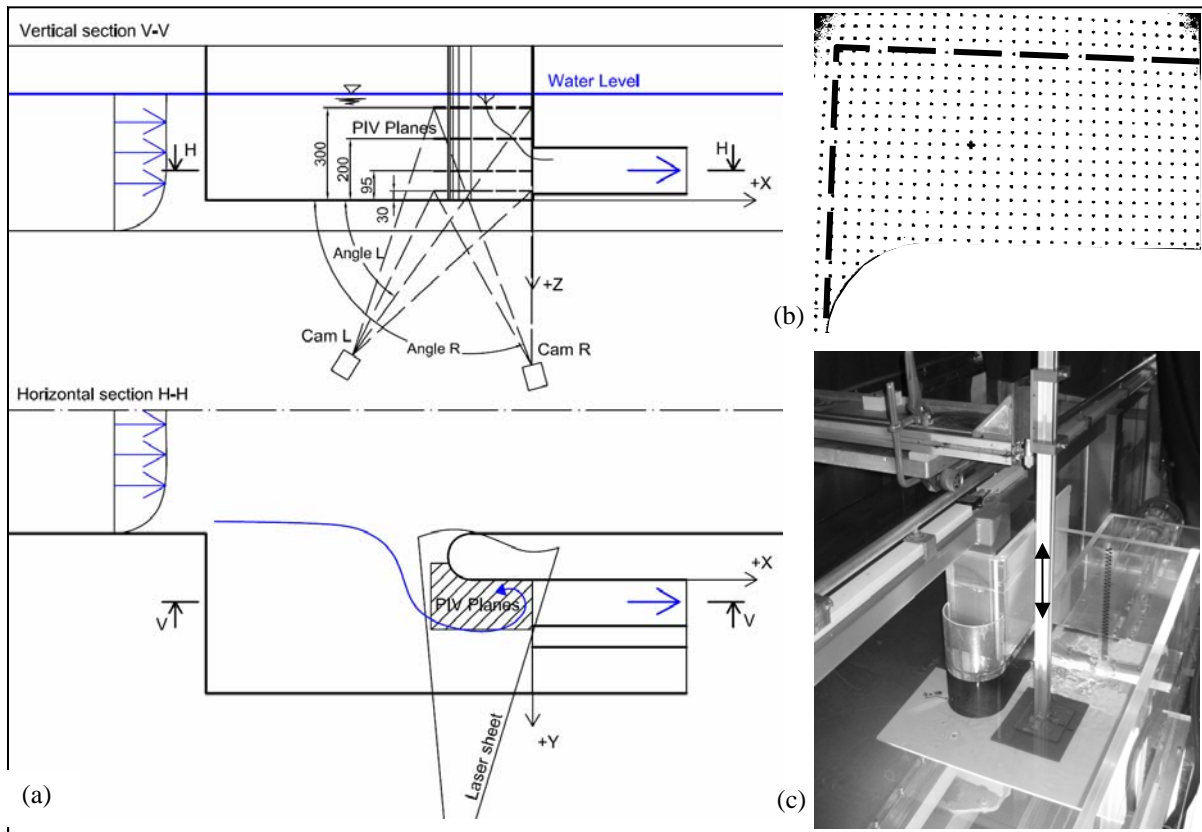 Vertical section V-V
Water Level
PIV Planes
H
H
300
200
95
30
+X
Angle L
+Z
Cam L
Angle R
Cam R
(b)
Horizontal section H-H
+X
PIV Planes
V
V
+Y
Laser sheet
(a)
(c)